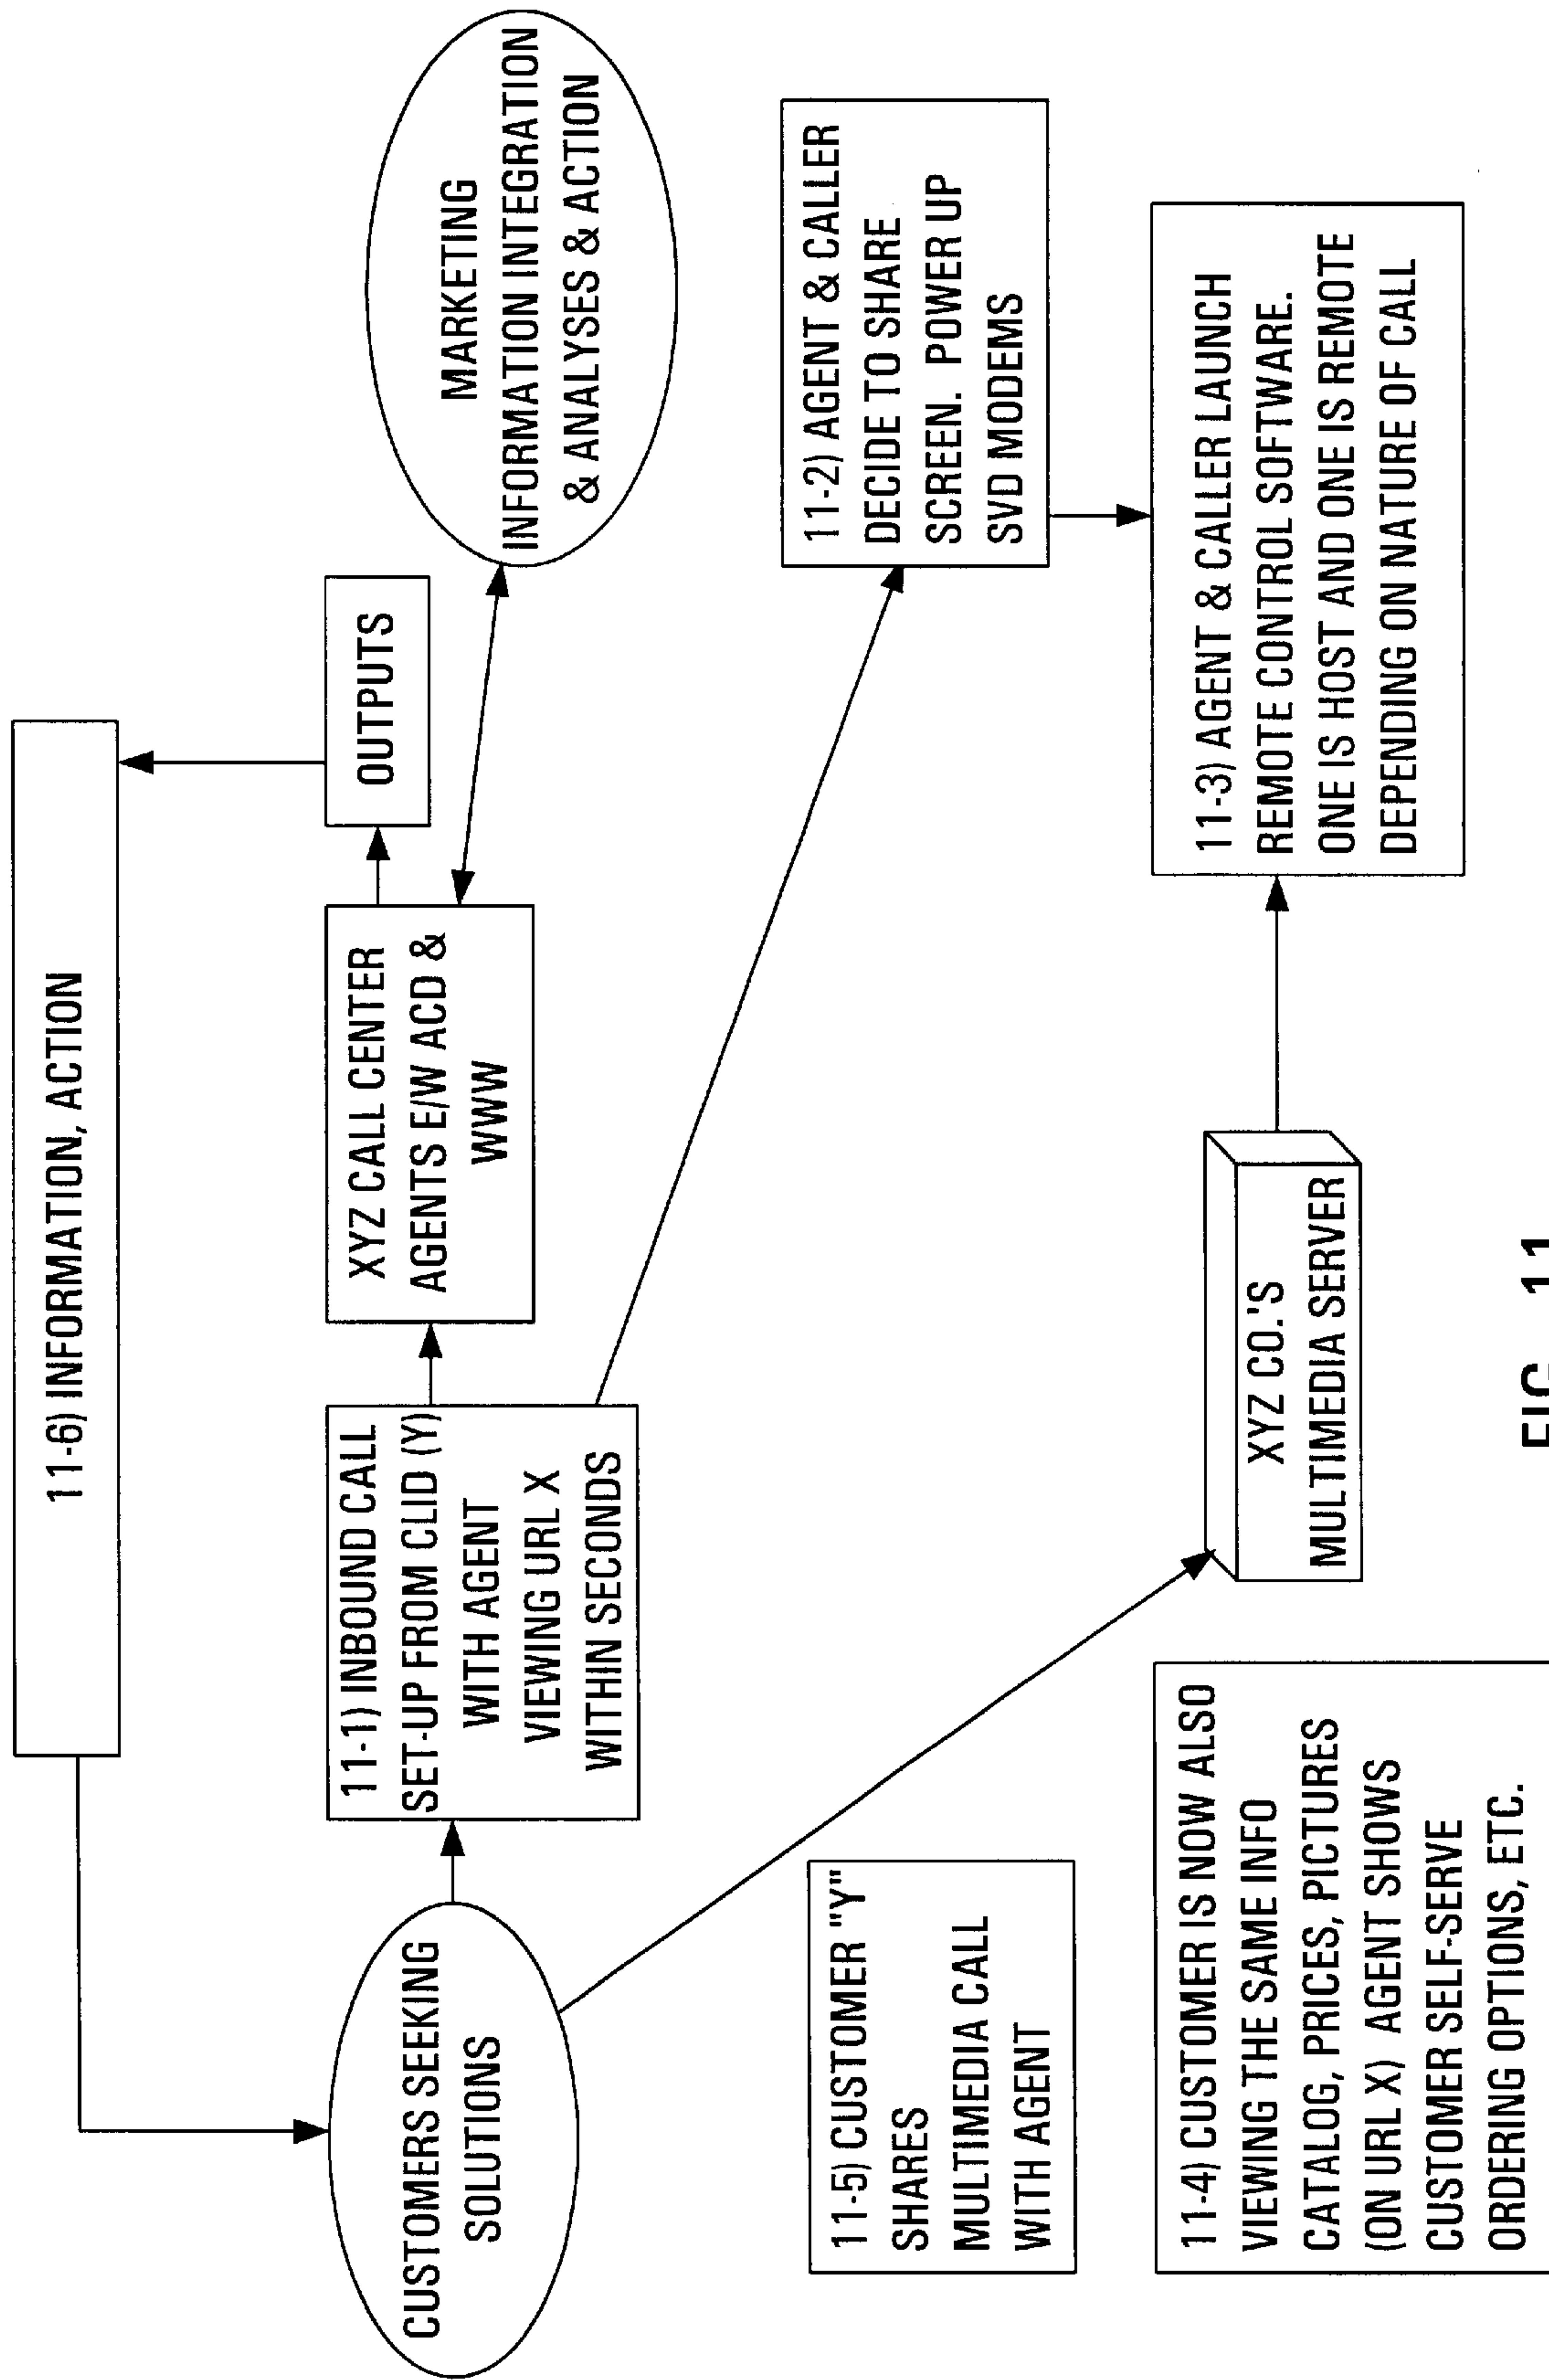 11-6) INFORMATION, ACTION
CUSTOMERS SEEKING
SOLUTIONS
11-1) INBOUND CALL
SET-UP FROM CLID (Y)
WITH AGENT
VIEWING URL X
WITHIN SECONDS
XYZ CALL CENTER
AGENTS E/W ACD &
WWW
OUTPUTS
MARKETING
INFORMATION INTEGRATION
& ANALYSES & ACTION
11-5) CUSTOMER "Y"
SHARES
MULTIMEDIA CALL
WITH AGENT
11-2) AGENT & CALLER
DECIDE TO SHARE
SCREEN. POWER UP
SVD MODEMS
11-4) CUSTOMER IS NOW ALSO
VIEWING THE SAME INFO
CATALOG, PRICES, PICTURES
(ON URL X) AGENT SHOWS
CUSTOMER SELF-SERVE
ORDERING OPTIONS, ETC.
XYZ CO.'S
MULTIMEDIA SERVER
11-3) AGENT & CALLER LAUNCH
REMOTE CONTROL SOFTWARE.
ONE IS HOST AND ONE IS REMOTE
DEPENDING ON NATURE OF CALL
FIG. 11